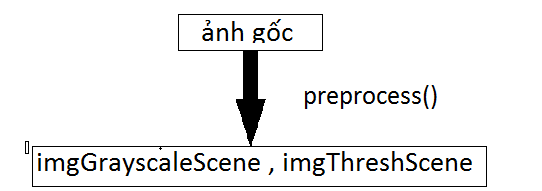 ảnh gốc
preprocess()
imgGrayscaleScene , imgThreshScene